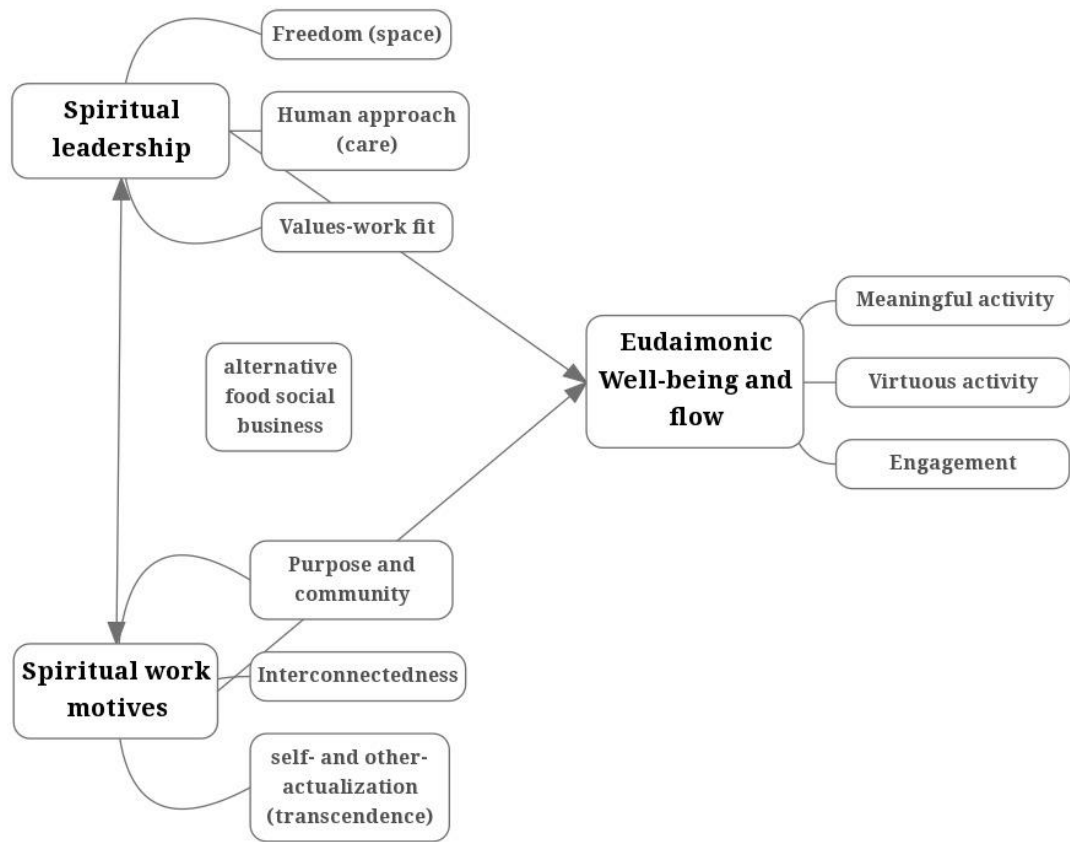 Freedom (space)
Spiritual
leadership
Human approach
(care)
Values-work fit
alternative
food social
business
Eudaimonic
Well-being and
flow
Meaningful activity
Virtuous activity
Engagement
Purpose and
community
Spiritual work
motives
Interconnectedness
self- and other-
actualization
(transcendence)